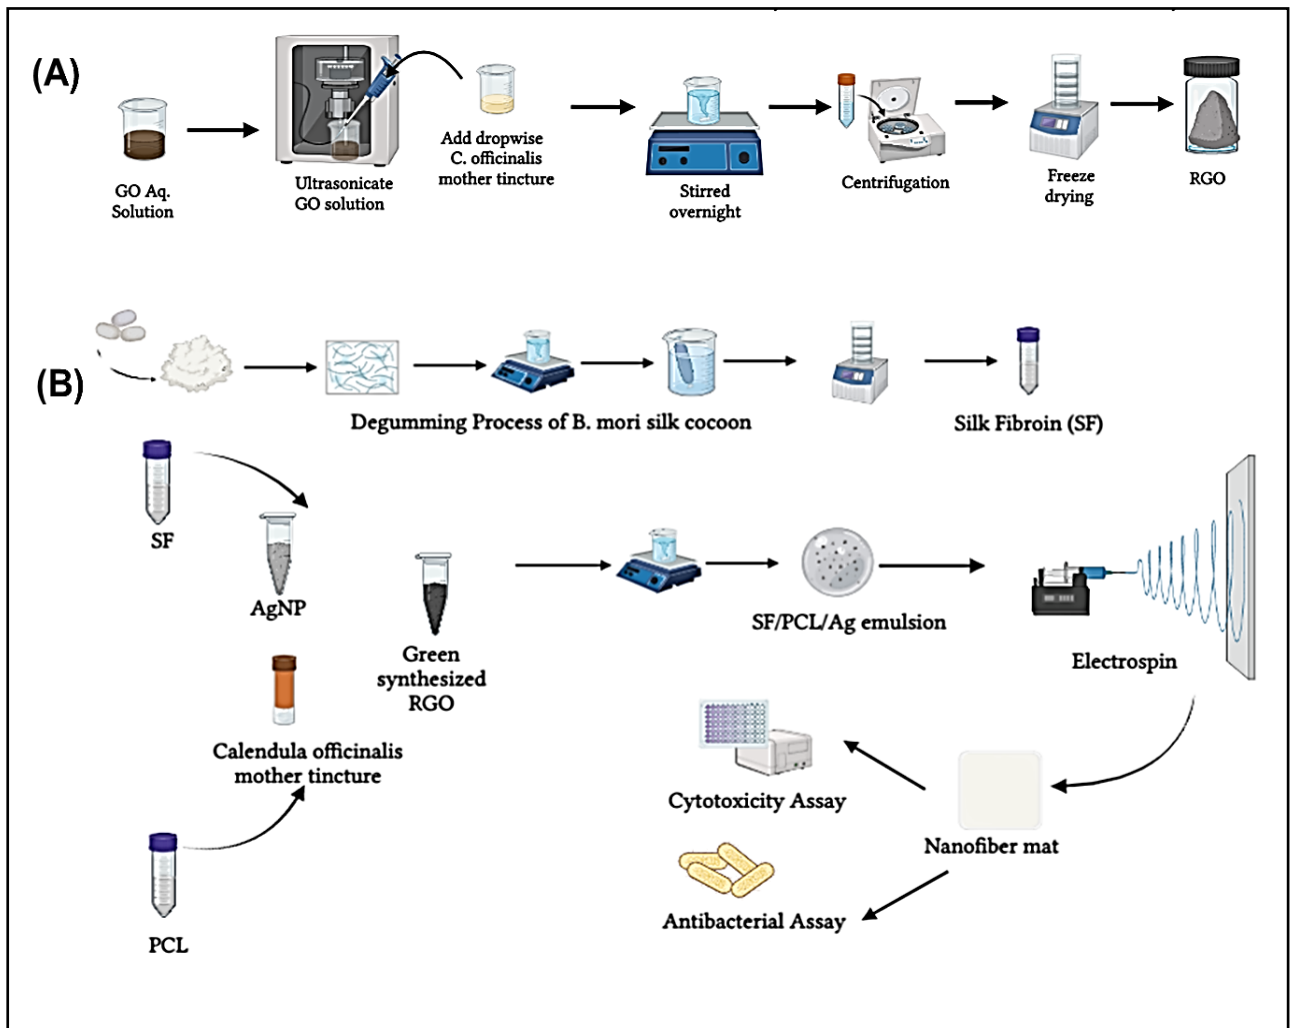 (A)
GO Aq.
Solution
Ultrasonicate
GO solution
Add dropwise
C. officinalis
mother tincture
Stirred
overnight
Centrifugation
Freeze
drying
RGO
(B)
Degumming Process of B. mori silk cocoon
Silk Fibroin (SF)
SF
AgNP
Green
synthesized
RGO
SF/PCL/Ag emulsion
Electrospin
Calendula officinalis
mother tincture
Cytotoxicity Assay
Nanofiber mat
Antibacterial Assay
PCL